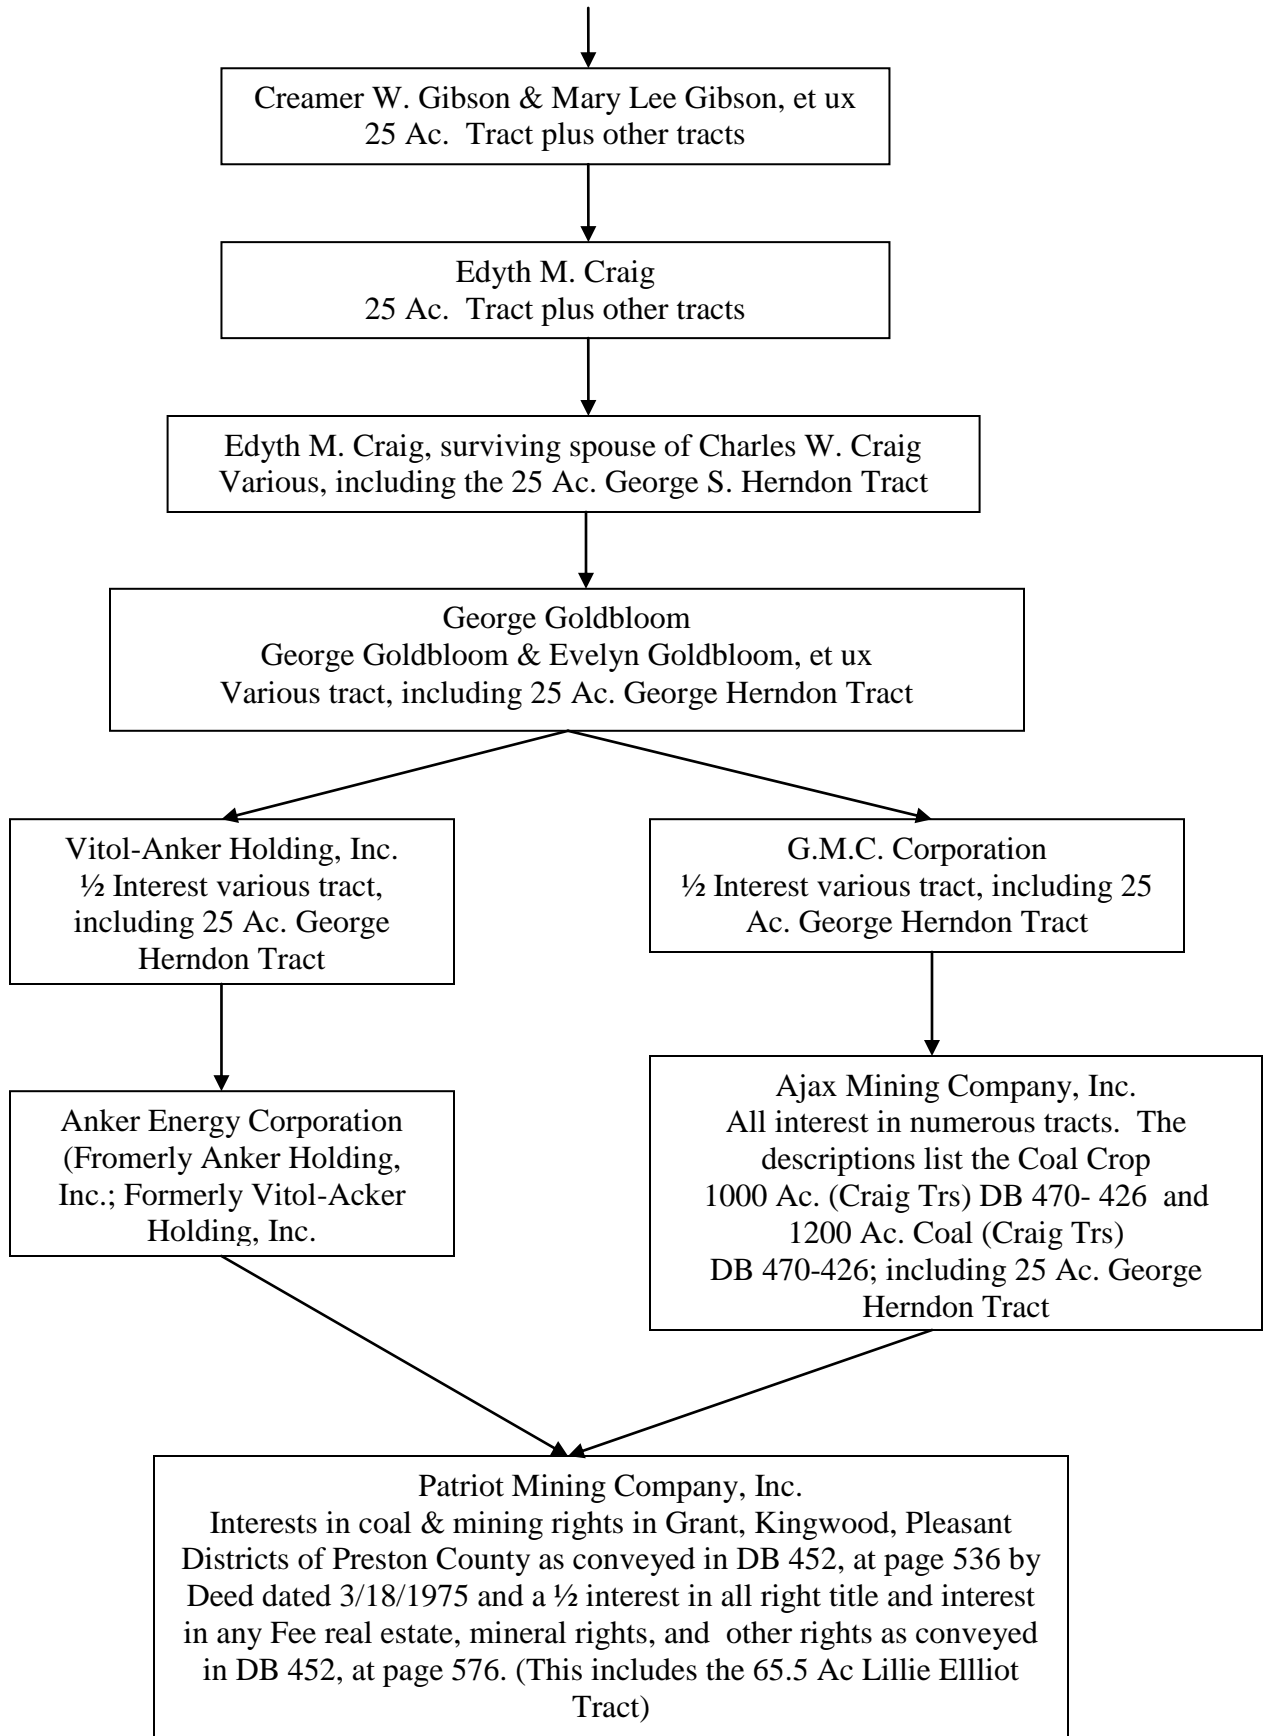 Creamer W. Gibson & Mary Lee Gibson, et ux
25 Ac.  Tract plus other tracts
Edyth M. Craig
25 Ac.  Tract plus other tracts
Edyth M. Craig, surviving spouse of Charles W. Craig
Various, including the 25 Ac. George S. Herndon Tract
George Goldbloom
George Goldbloom & Evelyn Goldbloom, et ux
Various tract, including 25 Ac. George Herndon Tract
Vitol-Anker Holding, Inc.
½ Interest various tract,
including 25 Ac. George
Herndon Tract
G.M.C. Corporation
½ Interest various tract, including 25
Ac. George Herndon Tract
Anker Energy Corporation
(Fromerly Anker Holding,
Inc.; Formerly Vitol-Acker
Holding, Inc.
Ajax Mining Company, Inc.
All interest in numerous tracts.  The
descriptions list the Coal Crop
1000 Ac. (Craig Trs) DB 470- 426  and
1200 Ac. Coal (Craig Trs)
DB 470-426; including 25 Ac. George
Herndon Tract
Patriot Mining Company, Inc.
Interests in coal & mining rights in Grant, Kingwood, Pleasant
Districts of Preston County as conveyed in DB 452, at page 536 by
Deed dated 3/18/1975 and a ½ interest in all right title and interest
in any Fee real estate, mineral rights, and  other rights as conveyed
in DB 452, at page 576. (This includes the 65.5 Ac Lillie Ellliot
Tract)